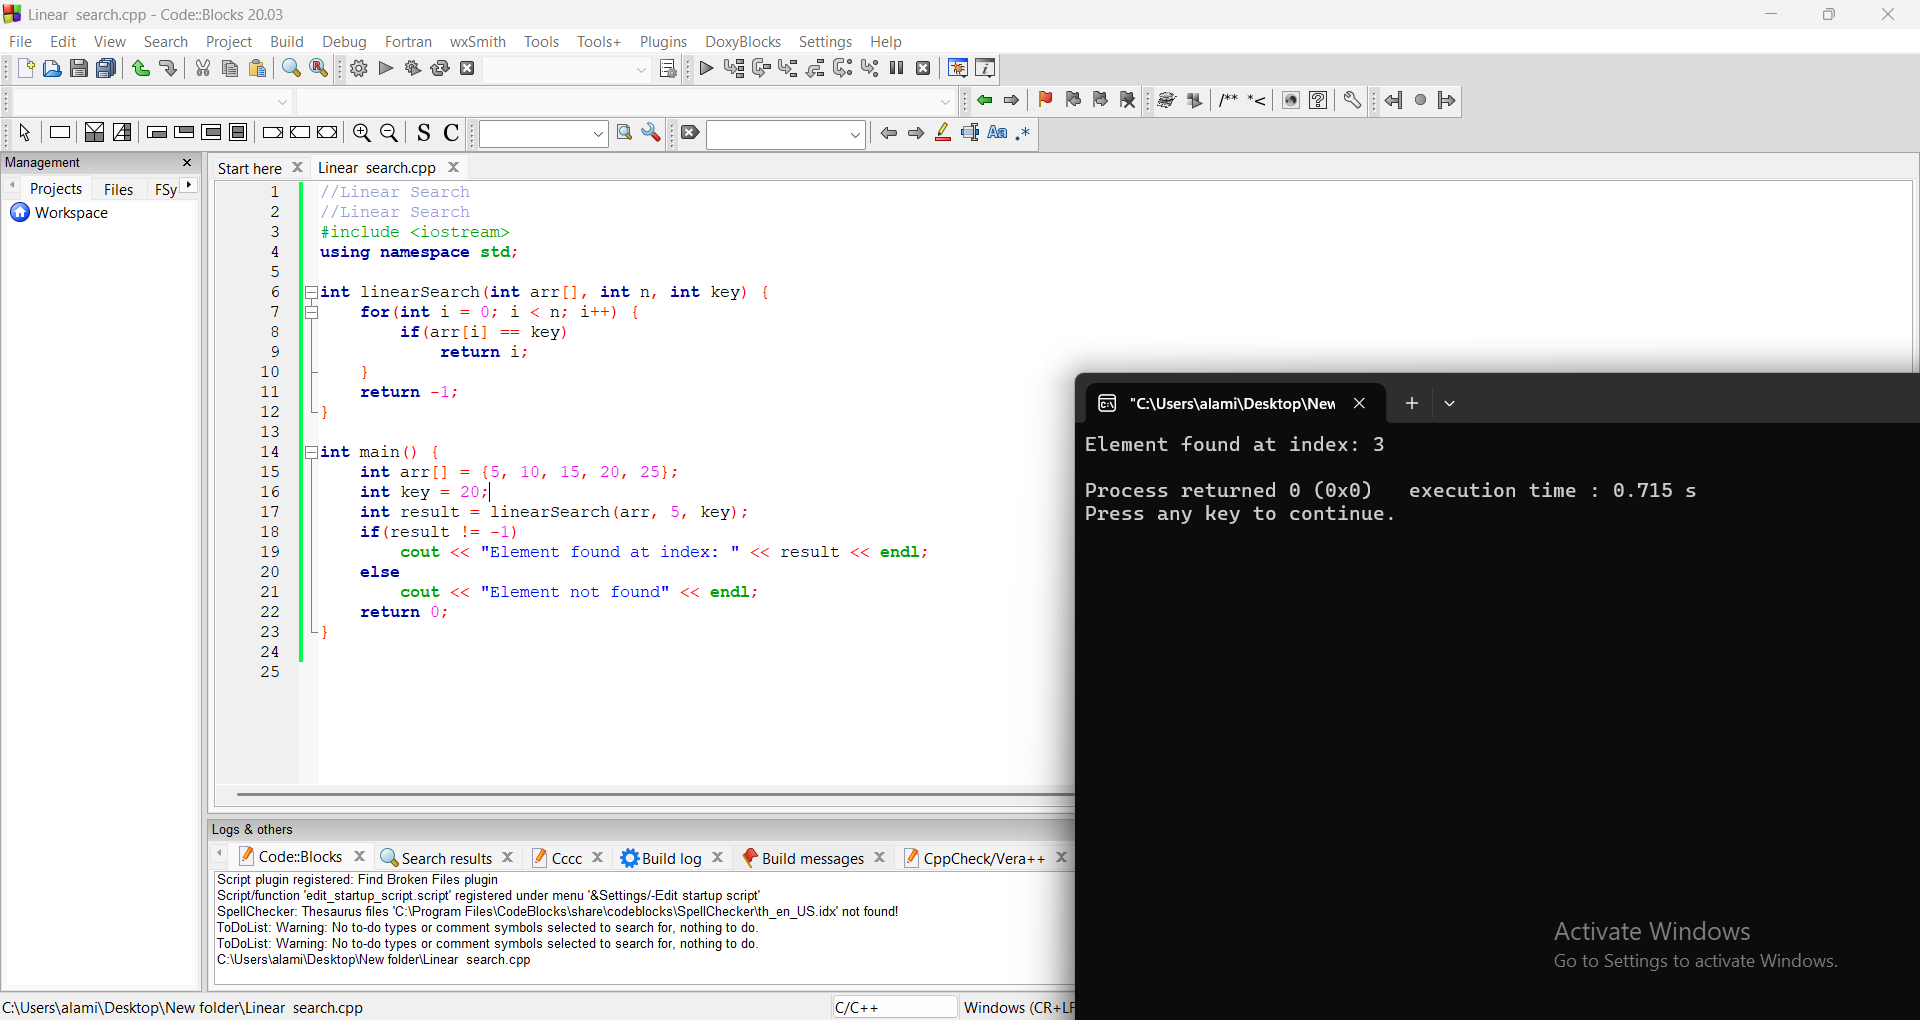 Linear  search.cpp - Code::Blocks 20.03
File Edit View Search Project Build Debug Fortran wxSmith Tools Tools+ Plugins DoxyBlocks Settings Help
/** *<
S C Aa .*
Management
Projects Files FSy
Workspace
Start here Linear  search.cpp
1 //Linear Search
2 //Linear Search
3 #include <iostream>
4 using namespace std;
5
6 int linearSearch(int arr[], int n, int key) {
7     for(int i = 0; i < n; i++) {
8         if(arr[i] == key)
9             return i;
10     }
11     return -1;
12 }
13
14 int main() {
15     int arr[] = {5, 10, 15, 20, 25};
16     int key = 20;
17     int result = linearSearch(arr, 5, key);
18     if(result != -1)
19         cout << "Element found at index: " << result << endl;
20     else
21         cout << "Element not found" << endl;
22     return 0;
23 }
24
25
"C:\Users\alami\Desktop\New
Element found at index: 3
Process returned 0 (0x0)   execution time : 0.715 s
Press any key to continue.
Logs & others
Code::Blocks Search results Cccc Build log Build messages CppCheck/Vera++
Script plugin registered: Find Broken Files plugin
Script/function 'edit_startup_script.script' registered under menu '&Settings/-Edit startup script'
SpellChecker: Thesaurus files 'C:\Program Files\CodeBlocks\share\codeblocks\SpellChecker\th_en_US.idx' not found!
ToDoList: Warning: No to-do types or comment symbols selected to search for, nothing to do.
ToDoList: Warning: No to-do types or comment symbols selected to search for, nothing to do.
C:\Users\alami\Desktop\New folder\Linear  search.cpp
Activate Windows
Go to Settings to activate Windows.
C:\Users\alami\Desktop\New folder\Linear  search.cpp C/C++ Windows (CR+LF